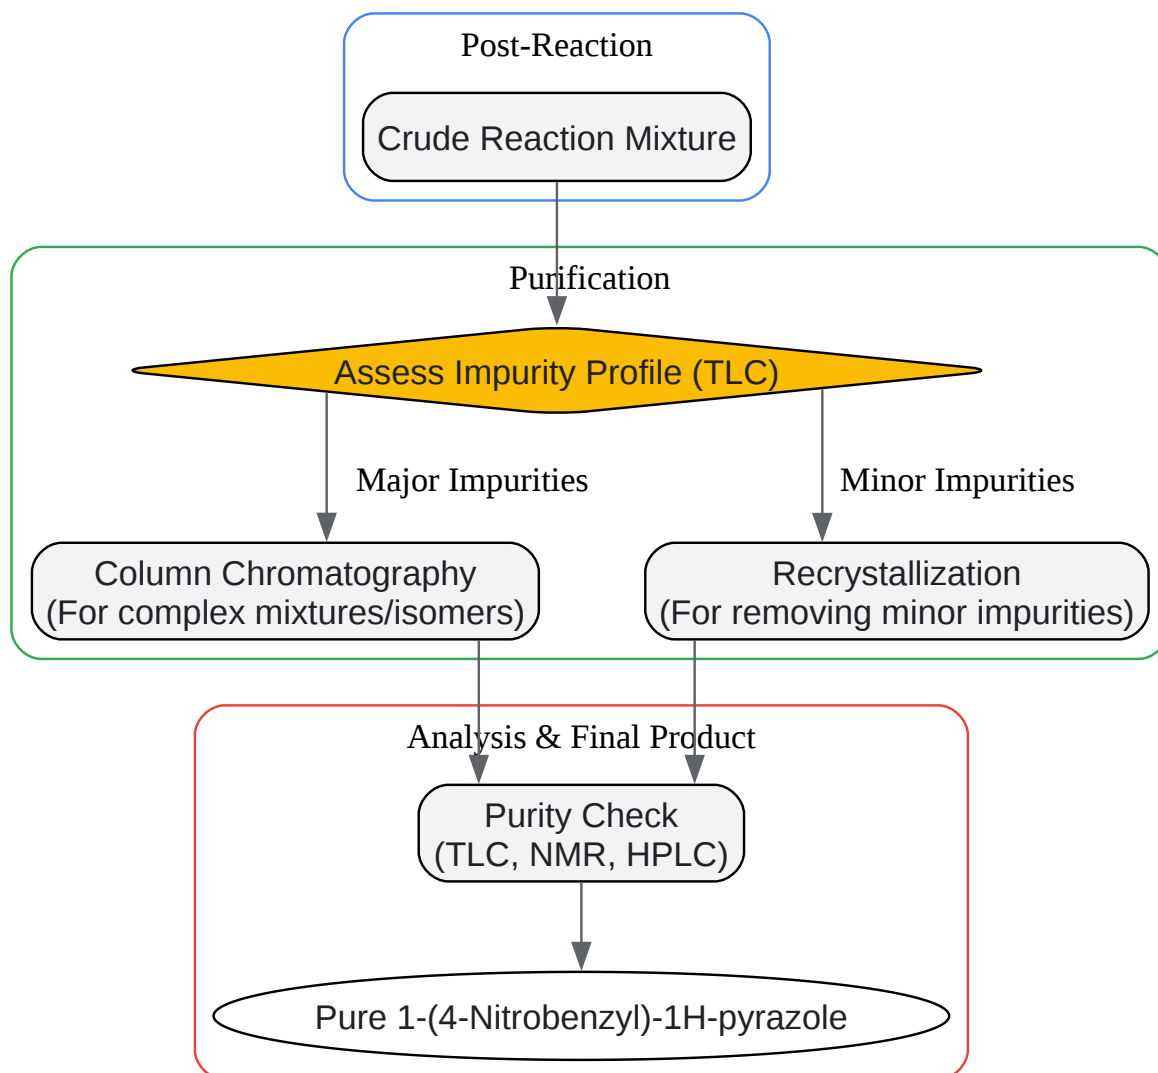 Post-Reaction
Crude Reaction Mixture
Purification
Assess Impurity Profile (TLC)
Major Impurities
Minor Impurities
Column Chromatography
(For complex mixtures/isomers)
Recrystallization
(For removing minor impurities)
Analysis & Final Product
Purity Check
(TLC, NMR, HPLC)
Pure 1-(4-Nitrobenzyl)-1H-pyrazole